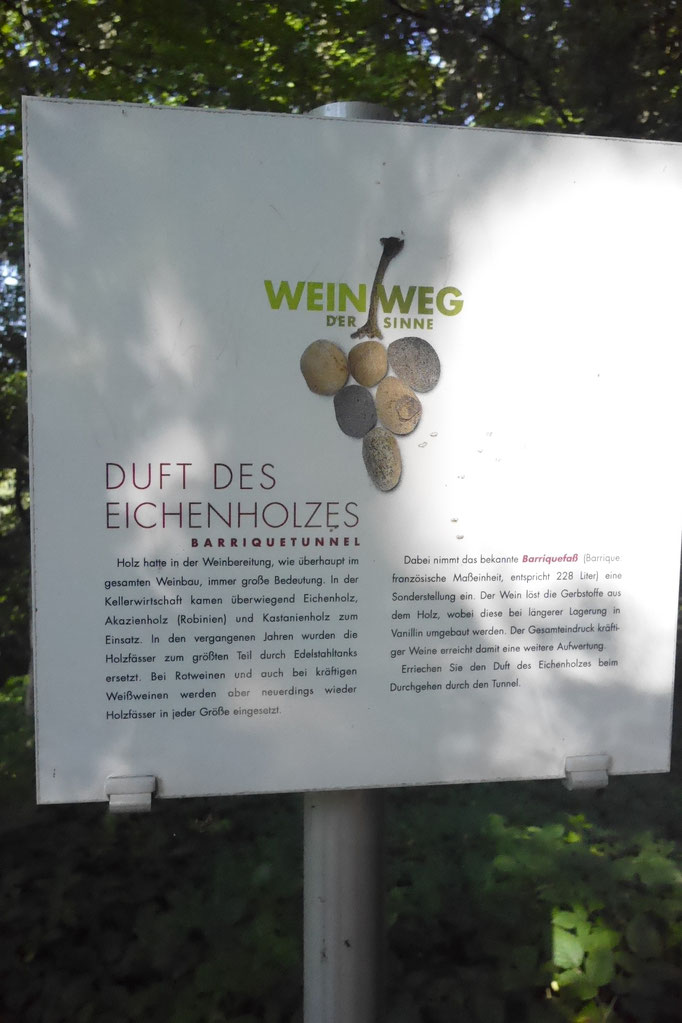 WEIN WEG
DER SINNE
DUFT DES
EICHENHOLZES
BARRIQUETUNNEL
Holz hatte in der Weinbereitung, wie überhaupt im
gesamten Weinbau, immer große Bedeutung. In der
Kellerwirtschaft kamen überwiegend Eichenholz,
Akazienholz (Robinien) und Kastanienholz zum
Einsatz. In den vergangenen Jahren wurden die
Holzfässer zum größten Teil durch Edelstahltanks
ersetzt. Bei Rotweinen und auch bei kräftigen
Weißweinen werden aber neuerdings wieder
Holzfässer in jeder Größe eingesetzt.
Dabei nimmt das bekannte Barriquefaß (Barrique
französische Maßeinheit, entspricht 228 Liter) eine
Sonderstellung ein. Der Wein löst die Gerbstoffe aus
dem Holz, wobei diese bei längerer Lagerung in
Vanillin umgebaut werden. Der Gesamteindruck kräfti-
ger Weine erreicht damit eine weitere Aufwertung.
Erriechen Sie den Duft des Eichenholzes beim
Durchgehen durch den Tunnel.